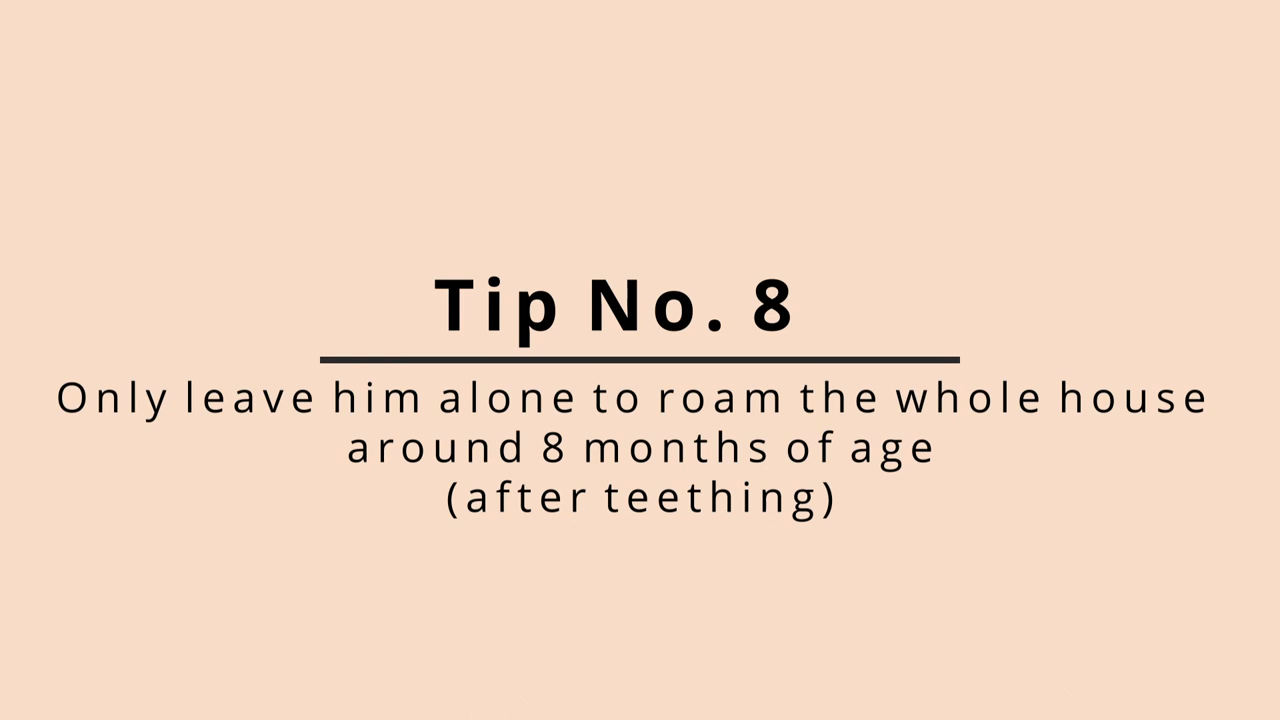 Tip No. 8
Only leave him alone to roam the whole house
around 8 months of age
(after teething)